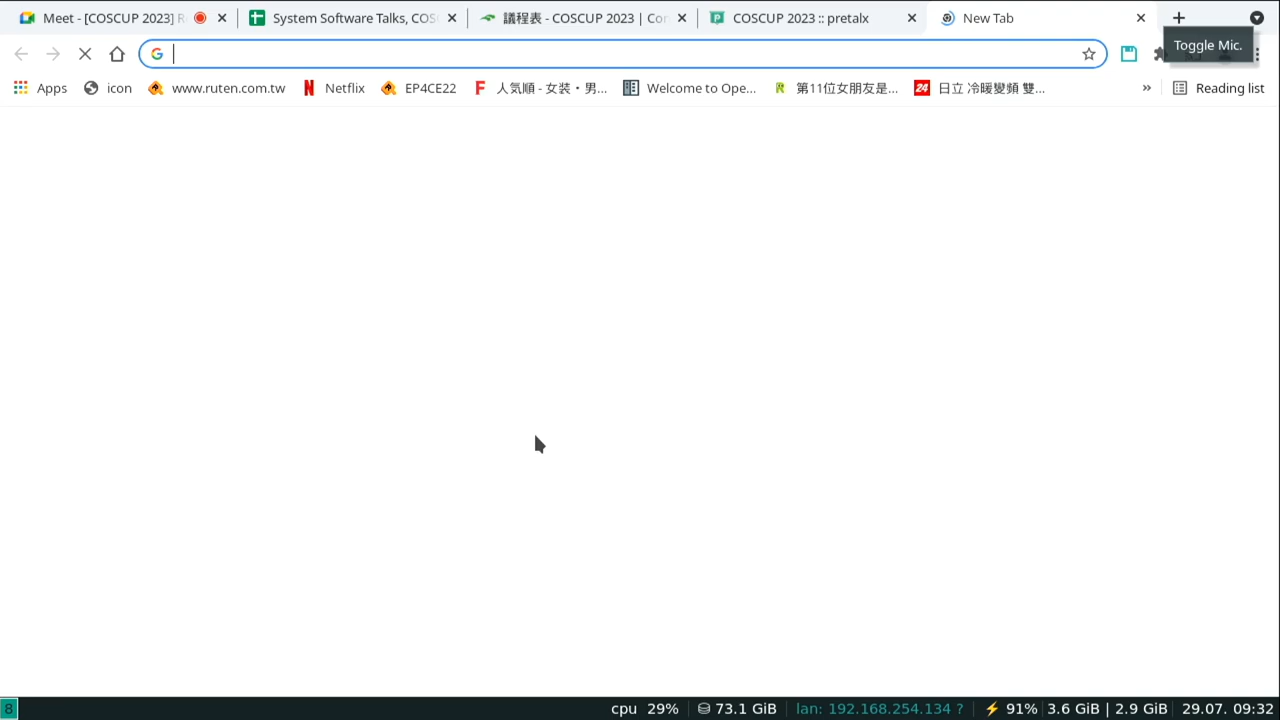 Meet - [COSCUP 2023] R
System Software Talks, COS
議程表 - COSCUP 2023 | Con
COSCUP 2023 :: pretalx
New Tab
Toggle Mic.
Apps
icon
www.ruten.com.tw
Netflix
EP4CE22
人気順 - 女装・男...
Welcome to Ope...
第11位女朋友是...
24
日立 冷暖變頻 雙...
»
Reading list
8
cpu 29%
73.1 GiB
lan: 192.168.254.134 ?
⚡ 91%
3.6 GiB | 2.9 GiB
29.07. 09:32